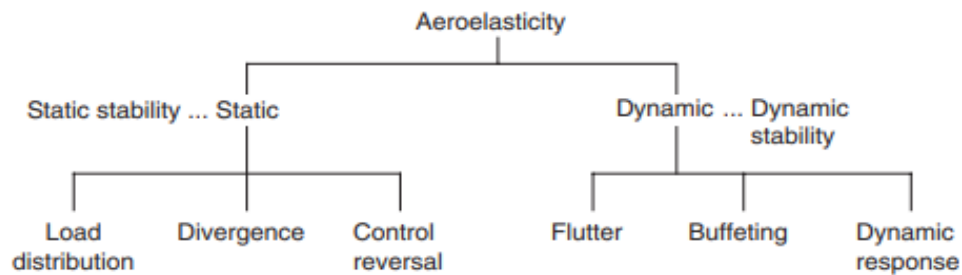 Aeroelasticity
Static stability ... Static
Dynamic ... Dynamic
stability
Load
distribution
Divergence
Control
reversal
Flutter
Buffeting
Dynamic
response